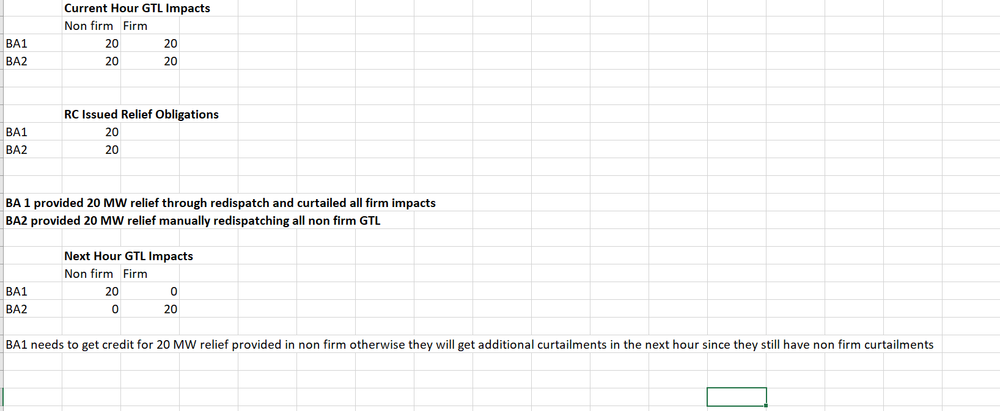 Current Hour GTL Impacts
Non firm Firm
BA1 20 20
BA2 20 20
RC Issued Relief Obligations
BA1 20
BA2 20
BA 1 provided 20 MW relief through redispatch and curtailed all firm impacts
BA2 provided 20 MW relief manually redispatching all non firm GTL
Next Hour GTL Impacts
Non firm Firm
BA1 20 0
BA2 0 20
BA1 needs to get credit for 20 MW relief provided in non firm otherwise they will get additional curtailments in the next hour since they still have non firm curtailments